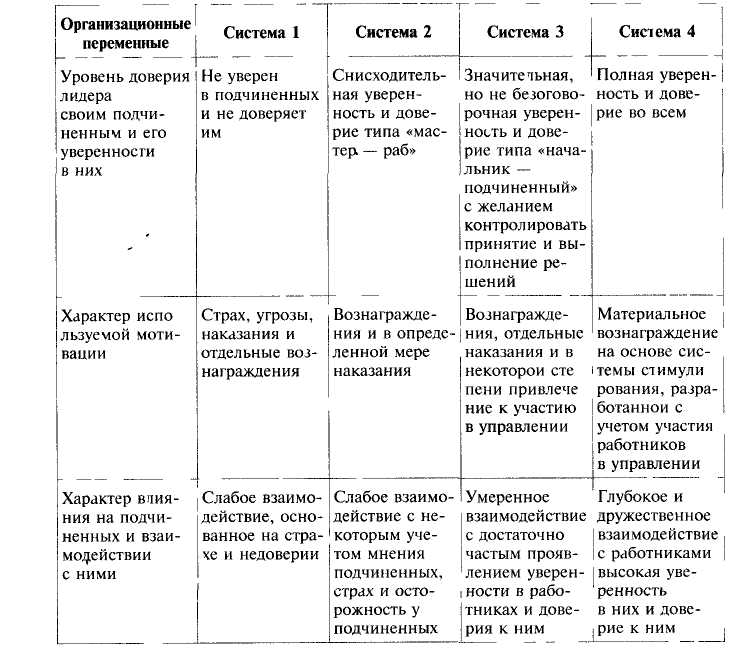 Организационные
переменные
Система 1
Система 2
Система 3
Система 4
Уровень доверия
лидера
своим подчи-
ненным и его
уверенности
в них
Не уверен
в подчиненных
и не доверяет
им
Снисходитель-
ная уверен-
ность и дове-
рие типа «мас-
тер — раб»
Значительная,
но не безогово-
рочная уверен-
ность и дове-
рие типа «нача-
льник —
подчиненный»
с желанием
контролировать
принятие и вы-
полнение ре-
шений
Полная уверен-
ность и дове-
рие во всем
Характер испо
льзуемой моти-
вации
Страх, угрозы,
наказания и
отдельные воз-
награждения
Вознагражде-
ния и в опреде-
ленной мере
наказания
Вознагражде-
ния, отдельные
наказания и в
некоторой сте
пени привлече
ние к участию
в управлении
Материальное
вознаграждение
на основе сис-
темы стимули
рования, разра-
ботанной с
учетом участия
работников
в управлении
Характер влия-
ния на подчи-
ненных и взаи-
модействии
с ними
Слабое взаимо-
действие, осно-
ванное на стра-
хе и недоверии
Слабое взаимо-
действие с не-
которым уче-
том мнения
подчиненных,
страх и осто-
рожность у
подчиненных
Умеренное
взаимодействие
с достаточно
частым прояв-
лением уверен-
ности в рабо-
тниках и дове-
рия к ним
Глубокое и
дружественное
взаимодействие
с работниками
высокая уве-
ренность
в них и дове-
рие к ним